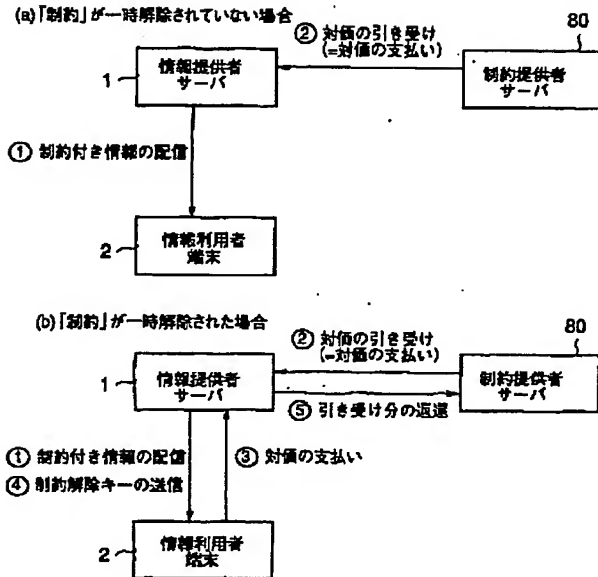 (a)「制約」が一時解除されていない場合
② 対価の引き受け
(=対価の支払い)
80
1
情報提供者
サーバ
制約提供者
サーバ
① 制約付き情報の配信
2
情報利用者
端末
(b)「制約」が一時解除された場合
② 対価の引き受け
(=対価の支払い)
80
1
情報提供者
サーバ
制約提供者
サーバ
⑤ 引き受け分の返還
① 制約付き情報の配信
③ 対価の支払い
④ 制約解除キーの送信
2
情報利用者
端末